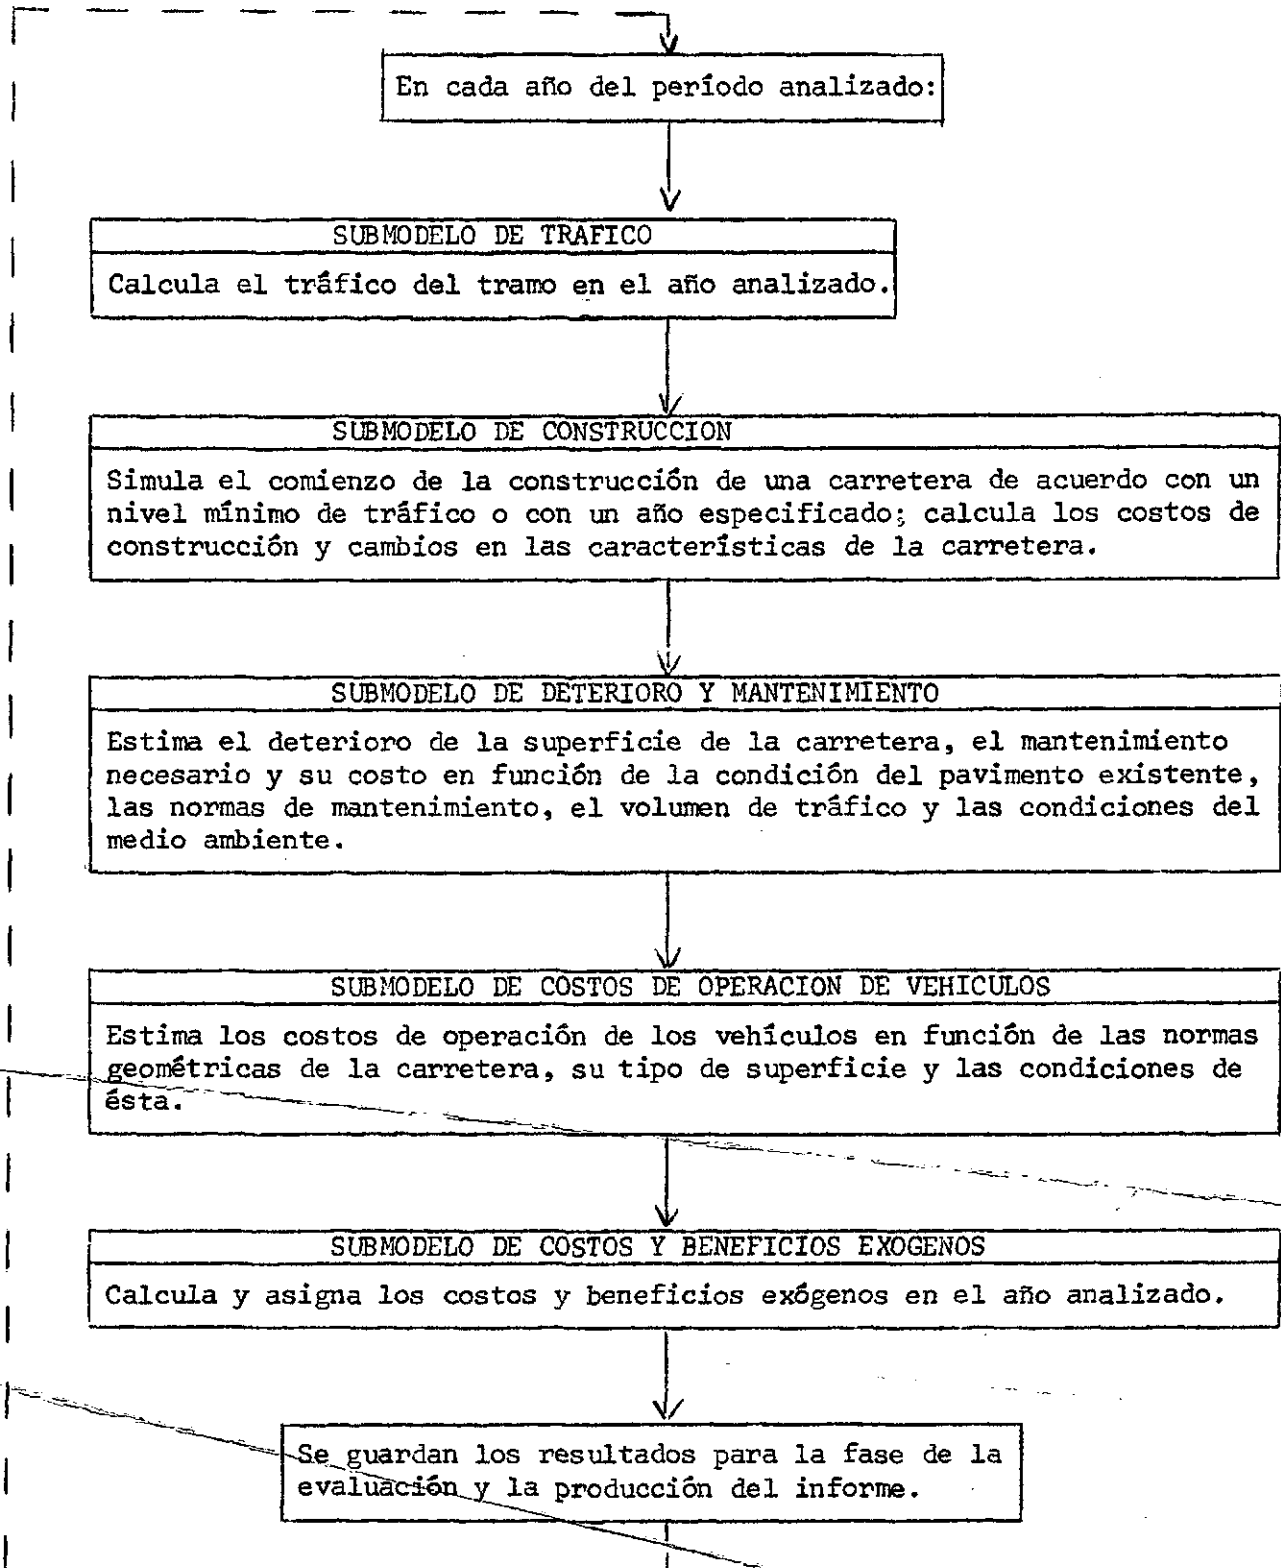 En cada año del período analizado:
SUBMODELO DE TRAFICO
Calcula el tráfico del tramo en el año analizado.
SUBMODELO DE CONSTRUCCION
Simula el comienzo de la construcción de una carretera de acuerdo con un
nivel mínimo de tráfico o con un año especificado; calcula los costos de
construcción y cambios en las características de la carretera.
SUBMODELO DE DETERIORO Y MANTENIMIENTO
Estima el deterioro de la superficie de la carretera, el mantenimiento
necesario y su costo en función de la condición del pavimento existente,
las normas de mantenimiento, el volumen de tráfico y las condiciones del
medio ambiente.
SUBMODELO DE COSTOS DE OPERACION DE VEHICULOS
Estima los costos de operación de los vehículos en función de las normas
geométricas de la carretera, su tipo de superficie y las condiciones de
ésta.
SUBMODELO DE COSTOS Y BENEFICIOS EXOGENOS
Calcula y asigna los costos y beneficios exógenos en el año analizado.
Se guardan los resultados para la fase de la
evaluación y la producción del informe.